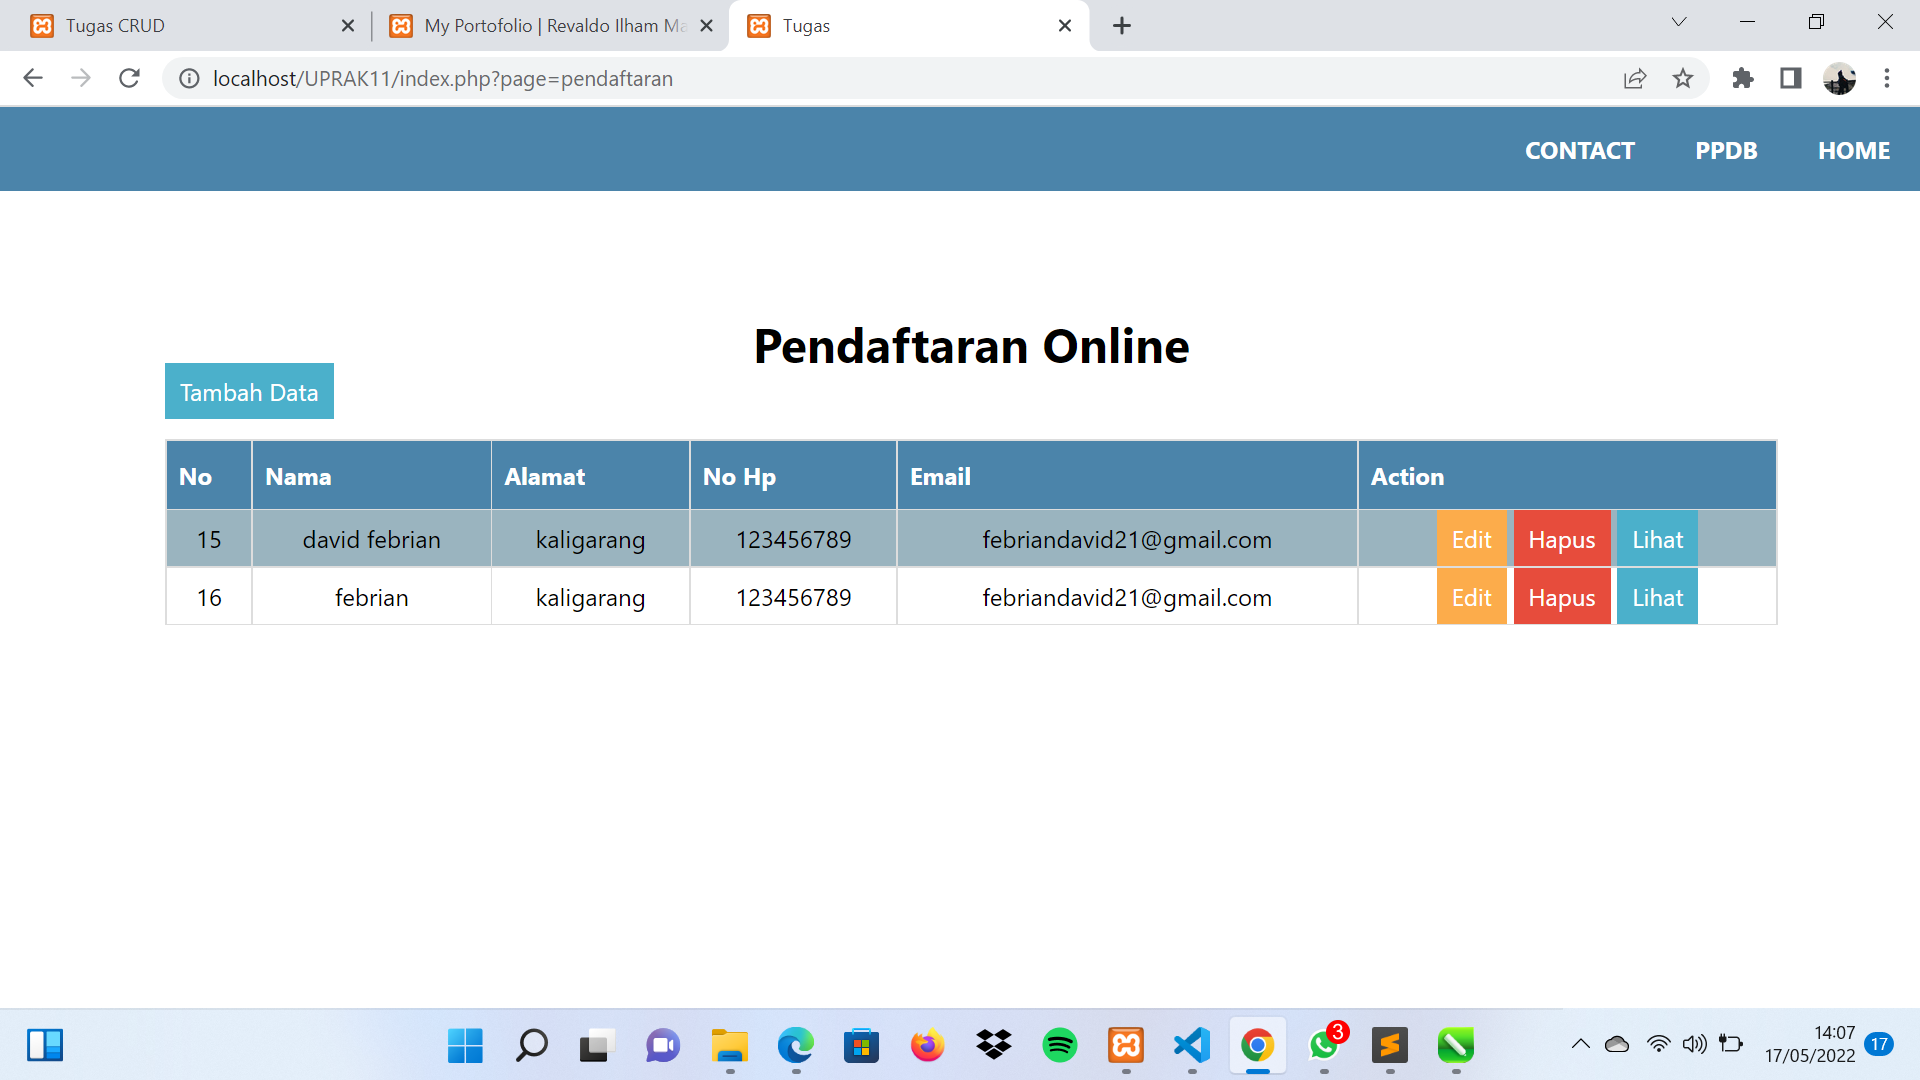 Tugas CRUD
My Portofolio | Revaldo Ilham Ma
Tugas
localhost/UPRAK11/index.php?page=pendaftaran
CONTACT PPDB HOME
Pendaftaran Online
Tambah Data
No Nama Alamat No Hp Email Action
15 david febrian kaligarang 123456789 febriandavid21@gmail.com Edit Hapus Lihat
16 febrian kaligarang 123456789 febriandavid21@gmail.com Edit Hapus Lihat
3
14:07
17/05/2022
17